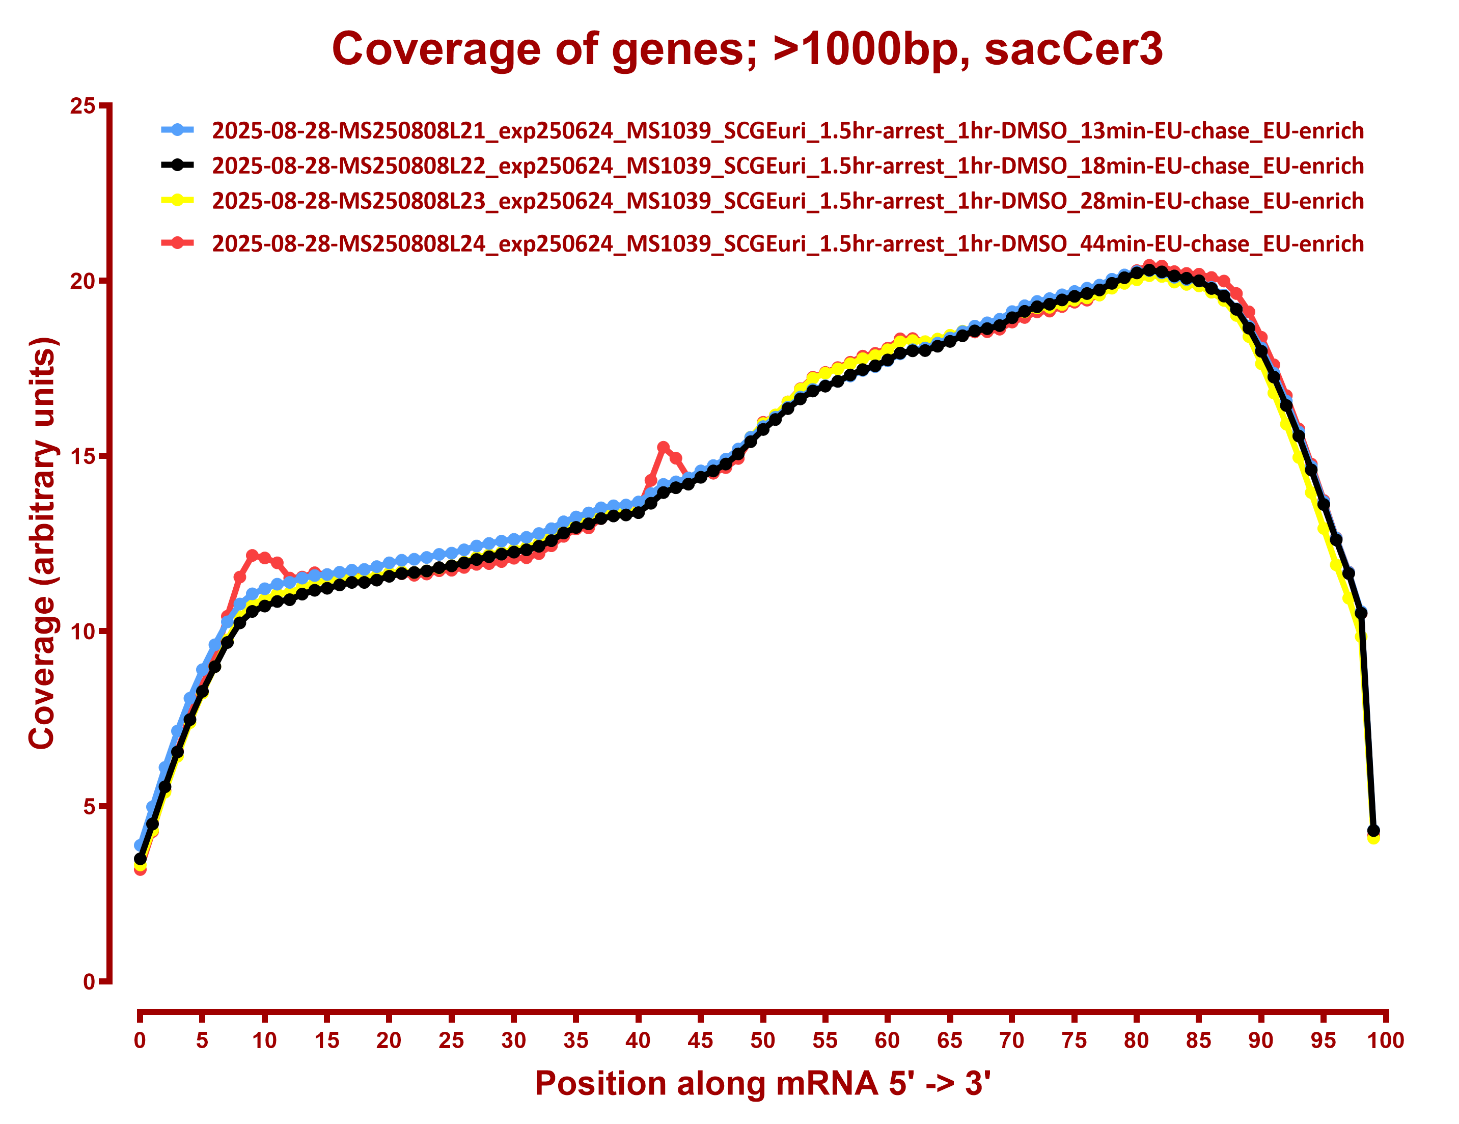 Coverage of genes; >1000bp, sacCer3
25
2025-08-28-MS250808L21_exp250624_MS1039_SCGEuri_1.5hr-arrest_1hr-DMSO_13min-EU-chase_EU-enrich
2025-08-28-MS250808L22_exp250624_MS1039_SCGEuri_1.5hr-arrest_1hr-DMSO_18min-EU-chase_EU-enrich
2025-08-28-MS250808L23_exp250624_MS1039_SCGEuri_1.5hr-arrest_1hr-DMSO_28min-EU-chase_EU-enrich
2025-08-28-MS250808L24_exp250624_MS1039_SCGEuri_1.5hr-arrest_1hr-DMSO_44min-EU-chase_EU-enrich
20
15
10
5
0
Coverage (arbitrary units)
0 5 10 15 20 25 30 35 40 45 50 55 60 65 70 75 80 85 90 95 100
Position along mRNA 5' -> 3'